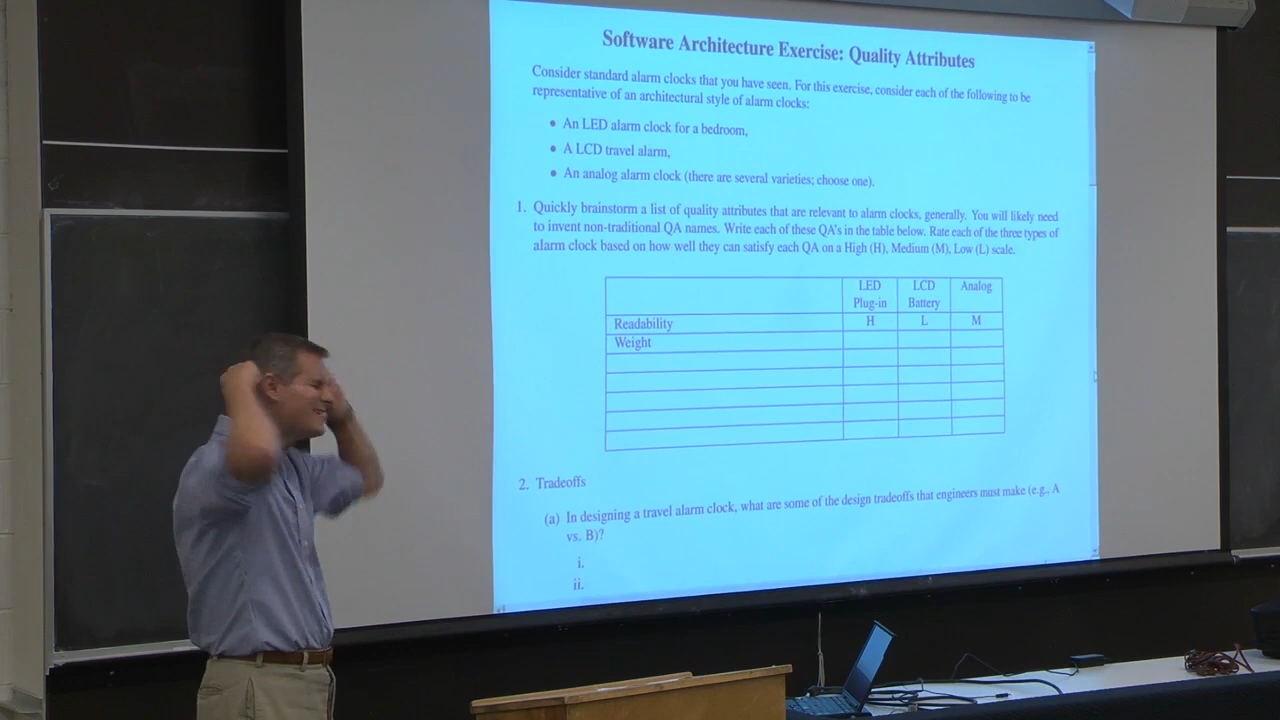 Software Architecture Exercise: Quality Attributes
Consider standard alarm clocks that you have seen. For this exercise, consider each of the following to be
representative of an architectural style of alarm clocks:
• An LED alarm clock for a bedroom,
• A LCD travel alarm,
• An analog alarm clock (there are several varieties; choose one).
1. Quickly brainstorm a list of quality attributes that are relevant to alarm clocks, generally. You will likely need
to invent non-traditional QA names. Write each of these QA's in the table below. Rate each of the three types of
alarm clock based on how well they can satisfy each QA on a High (H), Medium (M), Low (L) scale.
LED LCD Analog
Plug-in Battery
Readability H L M
Weight
2. Tradeoffs
(a) In designing a travel alarm clock, what are some of the design tradeoffs that engineers must make (e.g., A
vs. B)?
i.
ii.